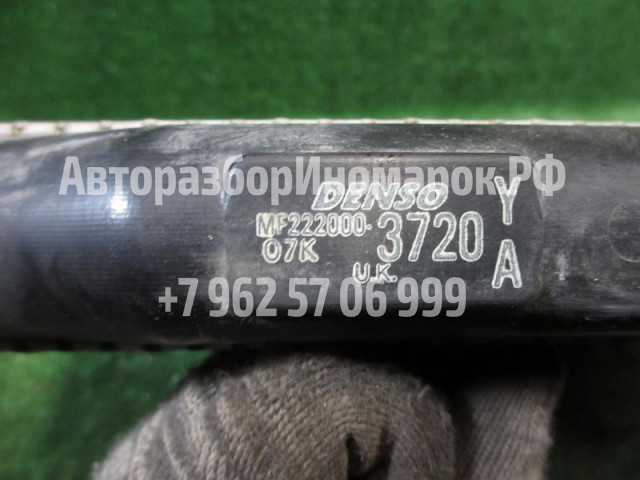 АвторазборИномарок.РФ
DENSO Y
MF222000-3720
07K
U.K. A
+7 962 57 06 999